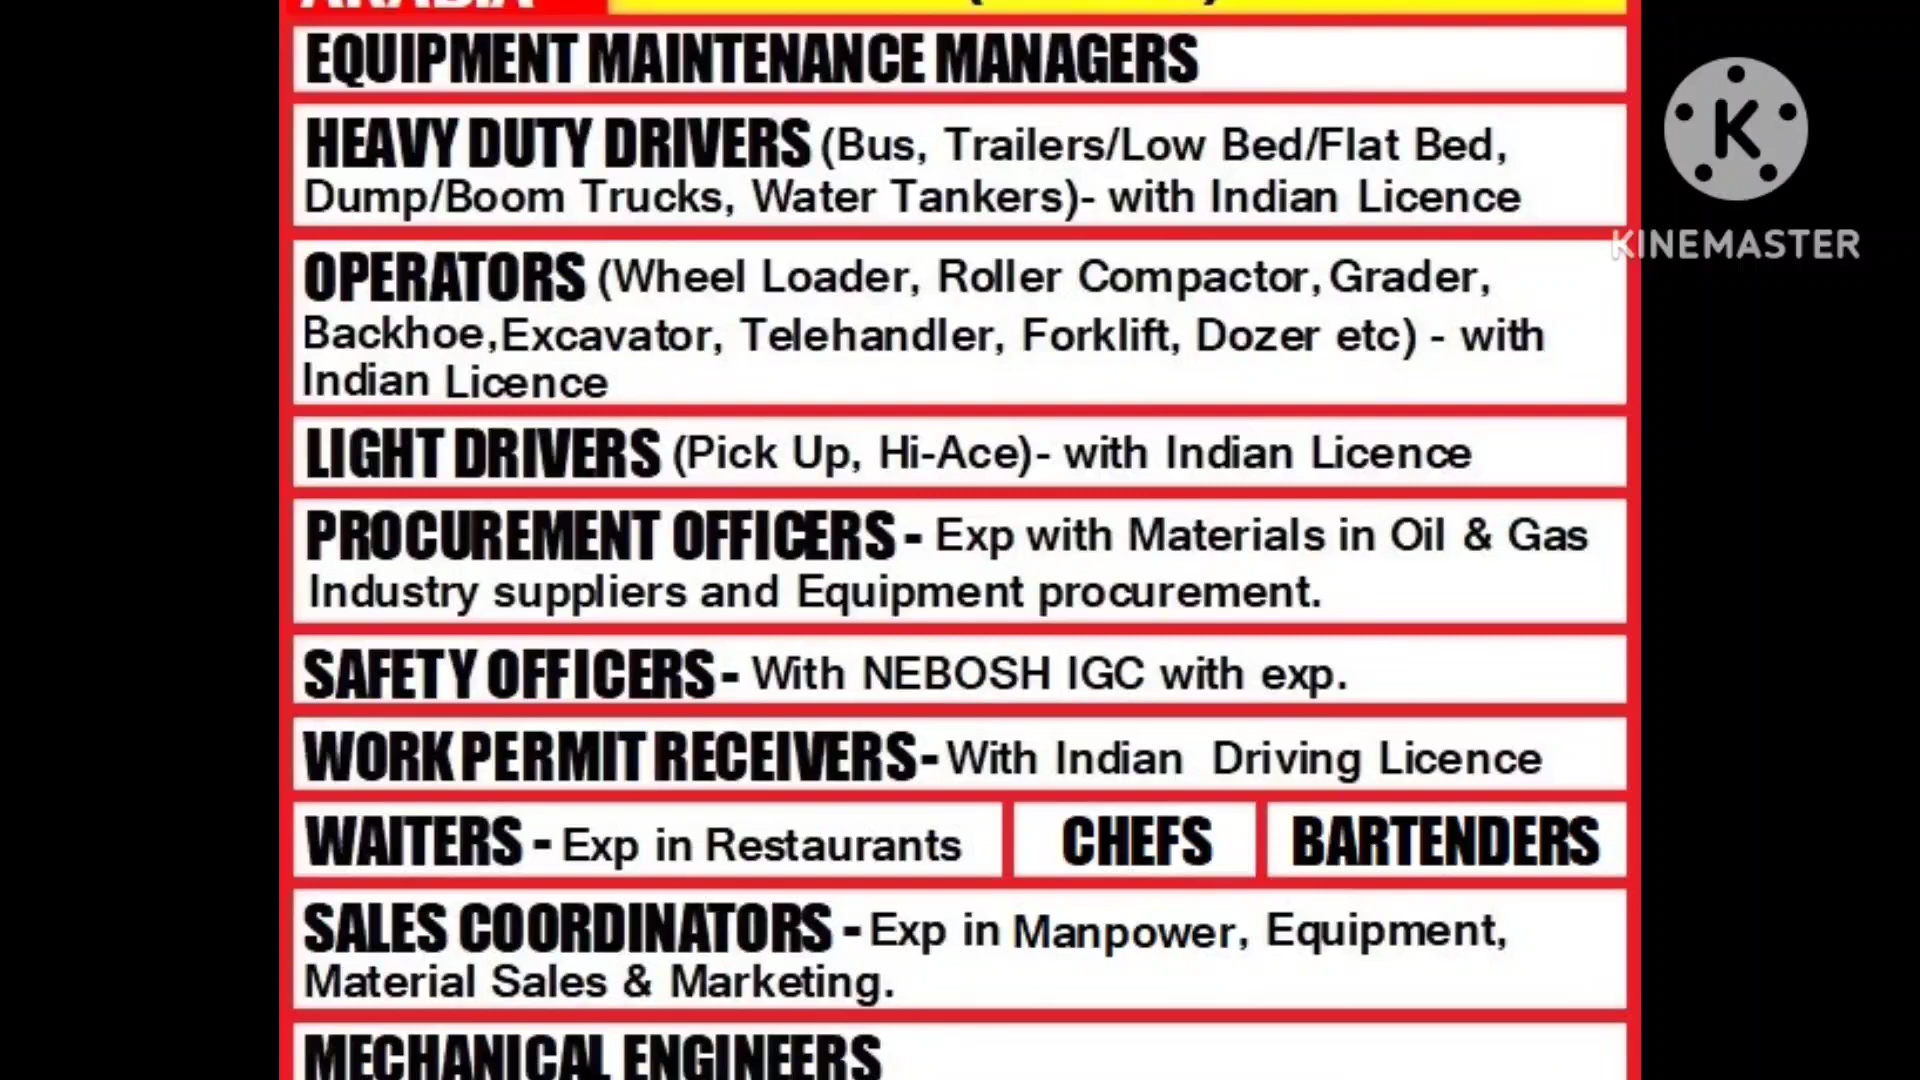 ARABIA
EQUIPMENT MAINTENANCE MANAGERS
HEAVY DUTY DRIVERS (Bus, Trailers/Low Bed/Flat Bed,
Dump/Boom Trucks, Water Tankers)- with Indian Licence
OPERATORS (Wheel Loader, Roller Compactor, Grader,
Backhoe, Excavator, Telehandler, Forklift, Dozer etc) - with
Indian Licence
LIGHT DRIVERS (Pick Up, Hi-Ace)- with Indian Licence
PROCUREMENT OFFICERS - Exp with Materials in Oil & Gas
Industry suppliers and Equipment procurement.
SAFETY OFFICERS - With NEBOSH IGC with exp.
WORK PERMIT RECEIVERS - With Indian Driving Licence
WAITERS - Exp in Restaurants CHEFS BARTENDERS
SALES COORDINATORS - Exp in Manpower, Equipment,
Material Sales & Marketing.
MECHANICAL ENGINEERS
K
KINEMASTER